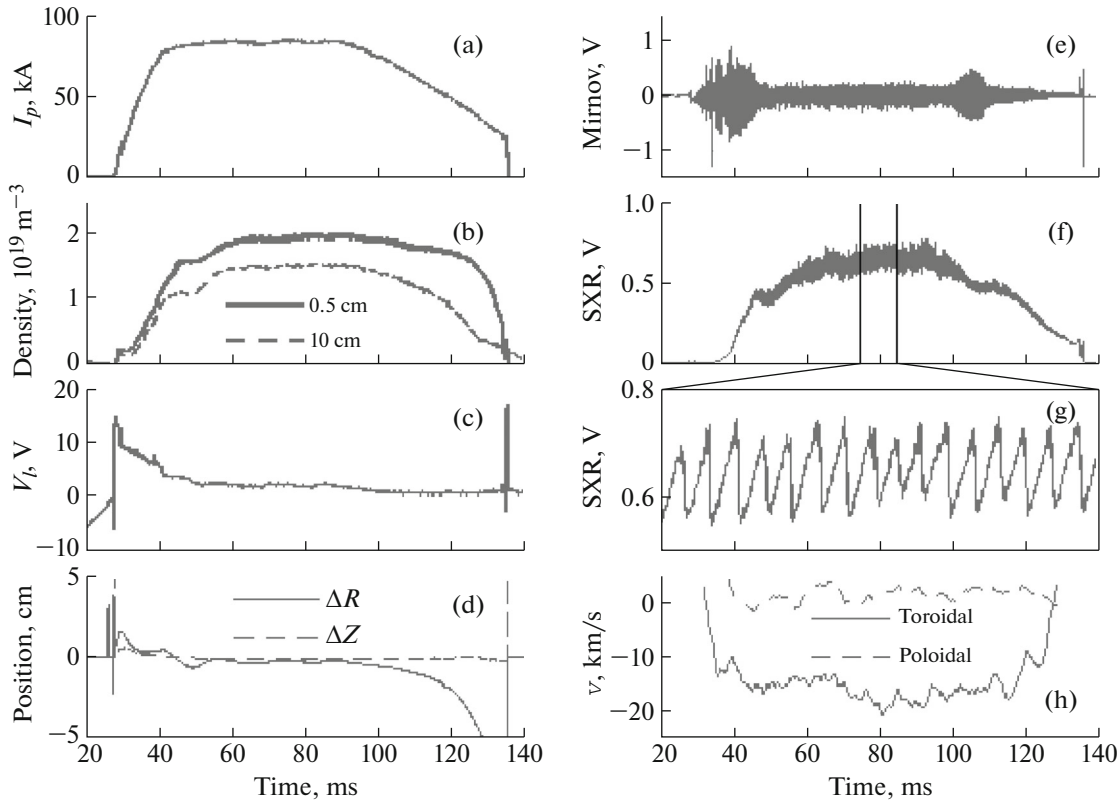 100
(a)
I_p, kA
50
0
Density, 10^19 m^−3
2
(b)
1
0.5 cm
10 cm
0
20
(c)
V_l, V
10
0
−10
5
ΔR
(d)
ΔZ
Position, cm
0
−5
20 40 60 80 100 120 140
Time, ms
(e)
Mirnov, V
1
0
−1
1.0
(f)
SXR, V
0.5
0
0.8
(g)
SXR, V
0.6
0
Toroidal
v, km/s
−10
Poloidal
(h)
−20
20 40 60 80 100 120 140
Time, ms